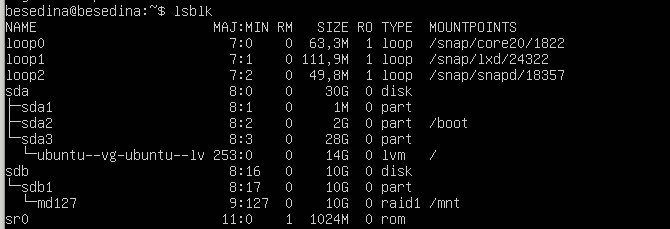 besedina@besedina:~$ lsblk
NAME                      MAJ:MIN RM   SIZE RO TYPE  MOUNTPOINTS
loop0                       7:0    0  63,3M  1 loop  /snap/core20/1822
loop1                       7:1    0 111,9M  1 loop  /snap/lxd/24322
loop2                       7:2    0  49,8M  1 loop  /snap/snapd/18357
sda                         8:0    0    30G  0 disk
├─sda1                      8:1    0     1M  0 part
├─sda2                      8:2    0     2G  0 part  /boot
└─sda3                      8:3    0    28G  0 part
  └─ubuntu--vg-ubuntu--lv 253:0    0    14G  0 lvm   /
sdb                         8:16   0    10G  0 disk
└─sdb1                      8:17   0    10G  0 part
  └─md127                   9:127  0    10G  0 raid1 /mnt
sr0                        11:0    1  1024M  0 rom